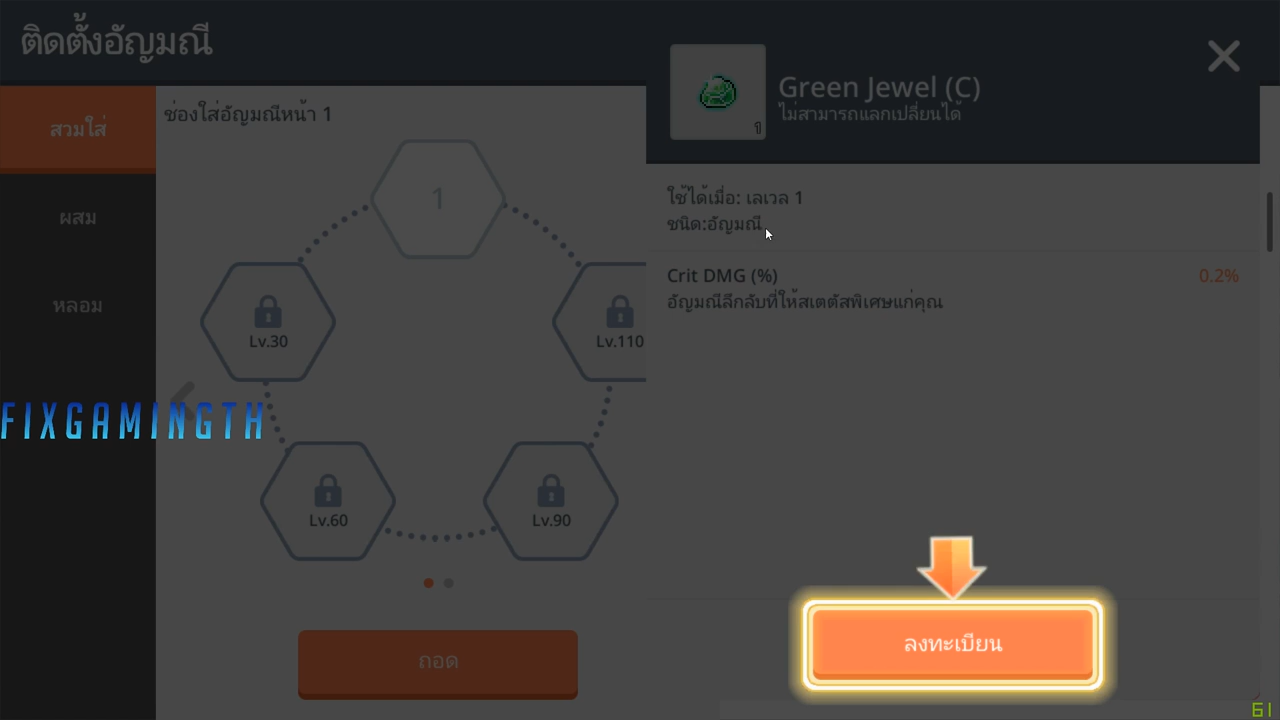 ติดตั้งอัญมณี
สวมใส่
ผสม
หลอม
ช่องใส่อัญมณีหน้า 1
1
Lv.30
Lv.110
Lv.60
Lv.90
ถอด
FIXGAMINGTH
1
Green Jewel (C)
ไม่สามารถแลกเปลี่ยนได้
ใช้ได้เมื่อ: เลเวล 1
ชนิด:อัญมณี
Crit DMG (%) 0.2%
อัญมณีลึกลับที่ให้สเตตัสพิเศษแก่คุณ
ลงทะเบียน
61